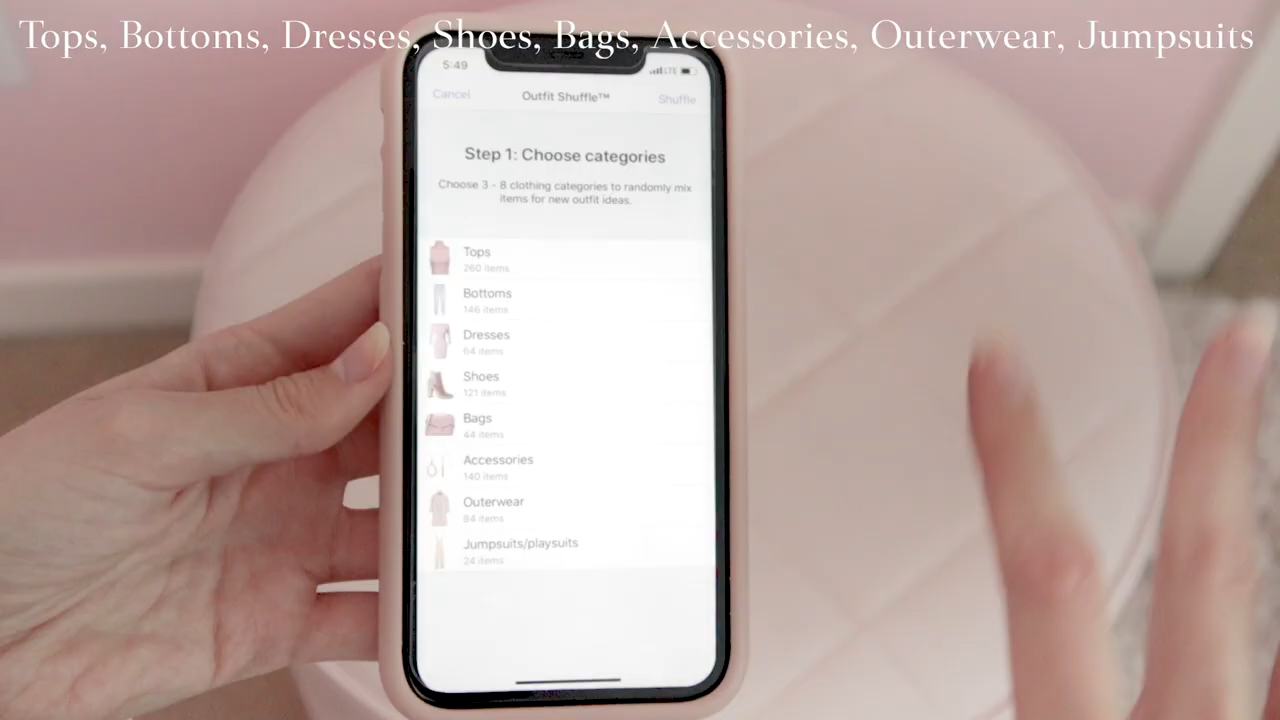 Tops, Bottoms, Dresses, Shoes, Bags, Accessories, Outerwear, Jumpsuits
5:49
LTE
Cancel
Outfit Shuffle™
Shuffle
Step 1: Choose categories
Choose 3 - 8 clothing categories to randomly mix
items for new outfit ideas.
Tops
260 items
Bottoms
146 items
Dresses
64 items
Shoes
121 items
Bags
44 items
Accessories
140 items
Outerwear
84 items
Jumpsuits/playsuits
24 items